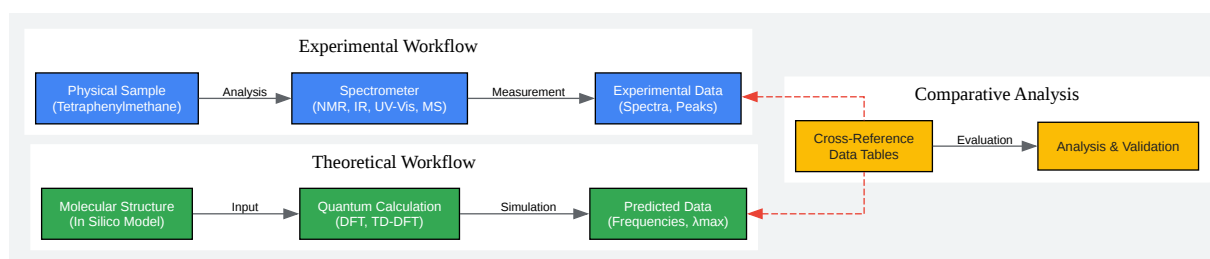 Experimental Workflow
Physical Sample
(Tetraphenylmethane)
Analysis
Spectrometer
(NMR, IR, UV-Vis, MS)
Measurement
Experimental Data
(Spectra, Peaks)
Theoretical Workflow
Molecular Structure
(In Silico Model)
Input
Quantum Calculation
(DFT, TD-DFT)
Simulation
Predicted Data
(Frequencies, λmax)
Comparative Analysis
Cross-Reference
Data Tables
Evaluation
Analysis & Validation